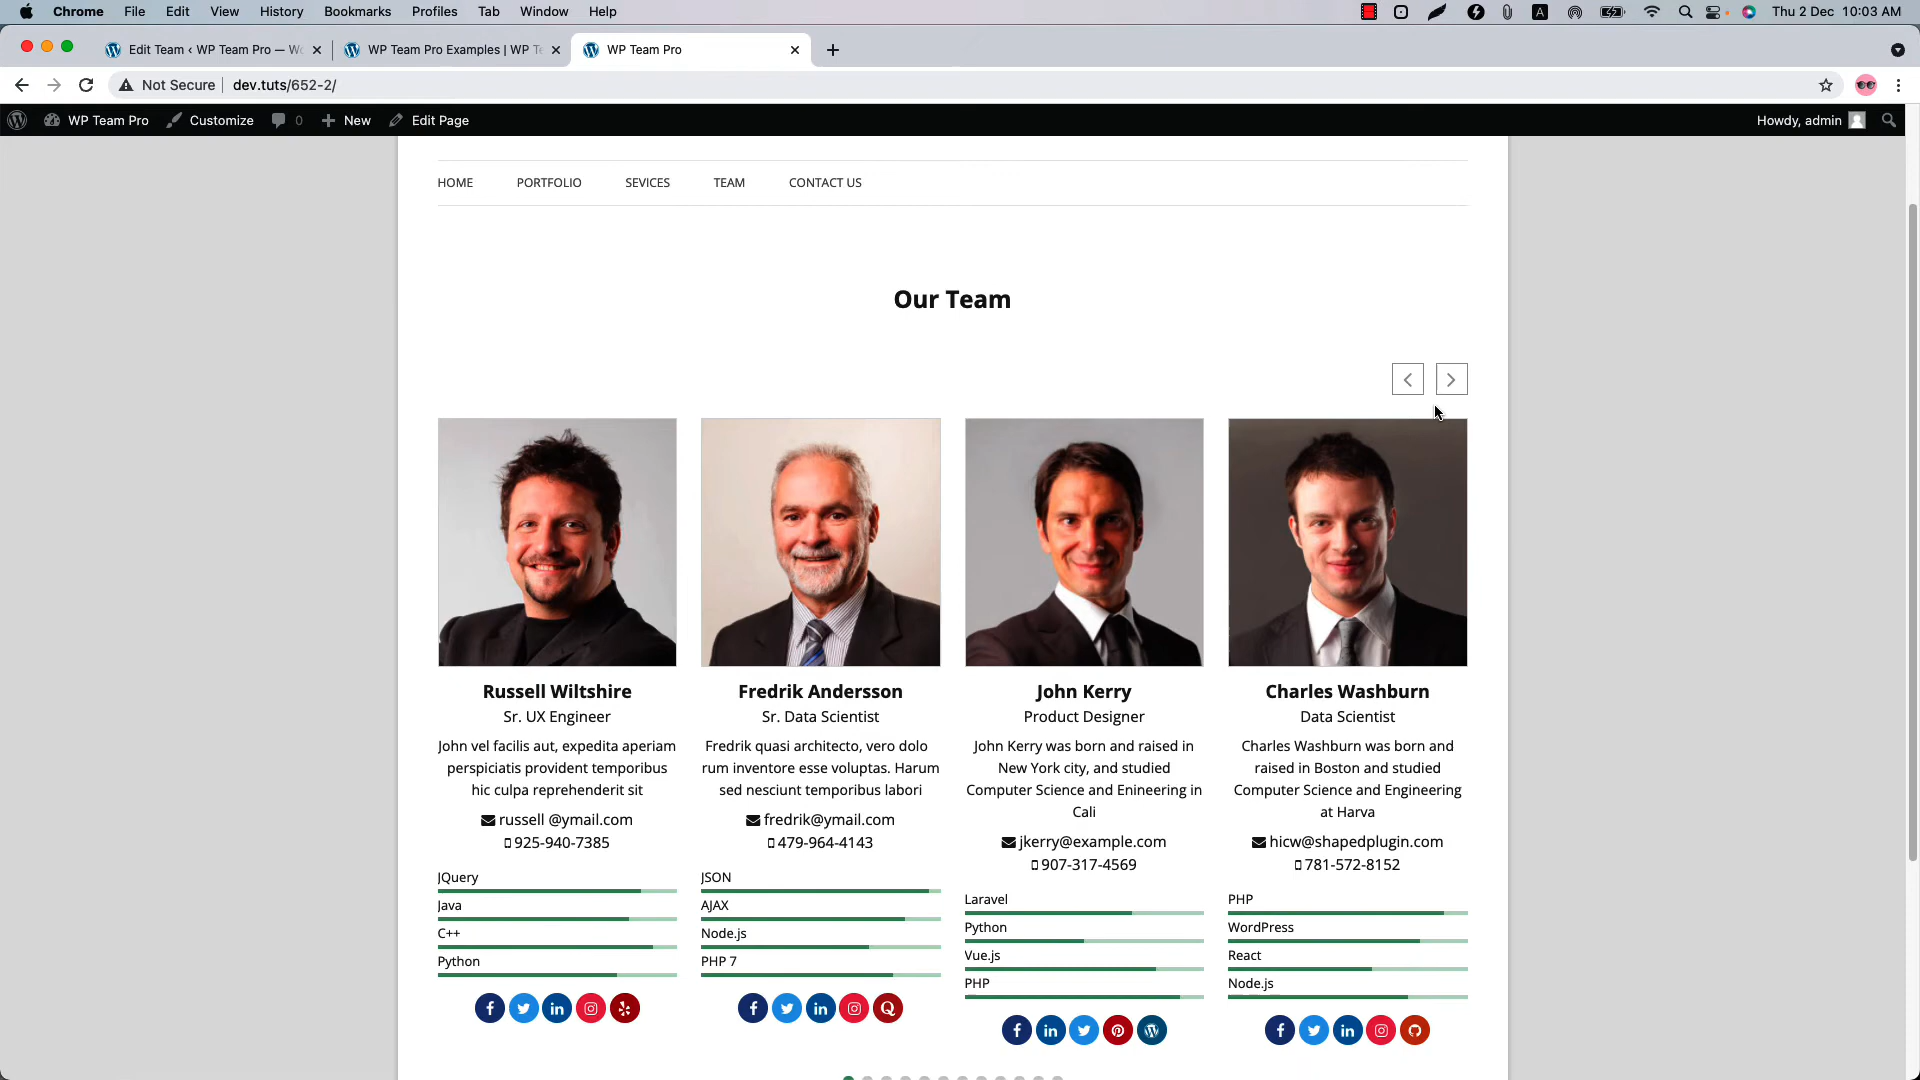 Chrome File Edit View History Bookmarks Profiles Tab Window Help
A Thu 2 Dec 10:03 AM
Edit Team ‹ WP Team Pro —
WP Team Pro Examples | WP
WP Team Pro
Not Secure dev.tuts/652-2/
WP Team Pro Customize 0 New Edit Page Howdy, admin
HOME PORTFOLIO SEVICES TEAM CONTACT US
Our Team
Russell Wiltshire
Sr. UX Engineer
John vel facilis aut, expedita aperiam
perspiciatis provident temporibus
hic culpa reprehenderit sit
russell @ymail.com
925-940-7385
JQuery
Java
C++
Python
Fredrik Andersson
Sr. Data Scientist
Fredrik quasi architecto, vero dolo
rum inventore esse voluptas. Harum
sed nesciunt temporibus labori
fredrik@ymail.com
479-964-4143
JSON
AJAX
Node.js
PHP 7
John Kerry
Product Designer
John Kerry was born and raised in
New York city, and studied
Computer Science and Enineering in
Cali
jkerry@example.com
907-317-4569
Laravel
Python
Vue.js
PHP
Charles Washburn
Data Scientist
Charles Washburn was born and
raised in Boston and studied
Computer Science and Engineering
at Harva
hicw@shapedplugin.com
781-572-8152
PHP
WordPress
React
Node.js